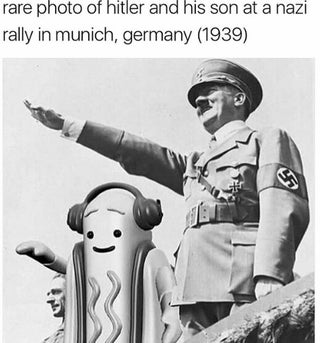 rare photo of hitler and his son at a nazi
rally in munich, germany (1939)